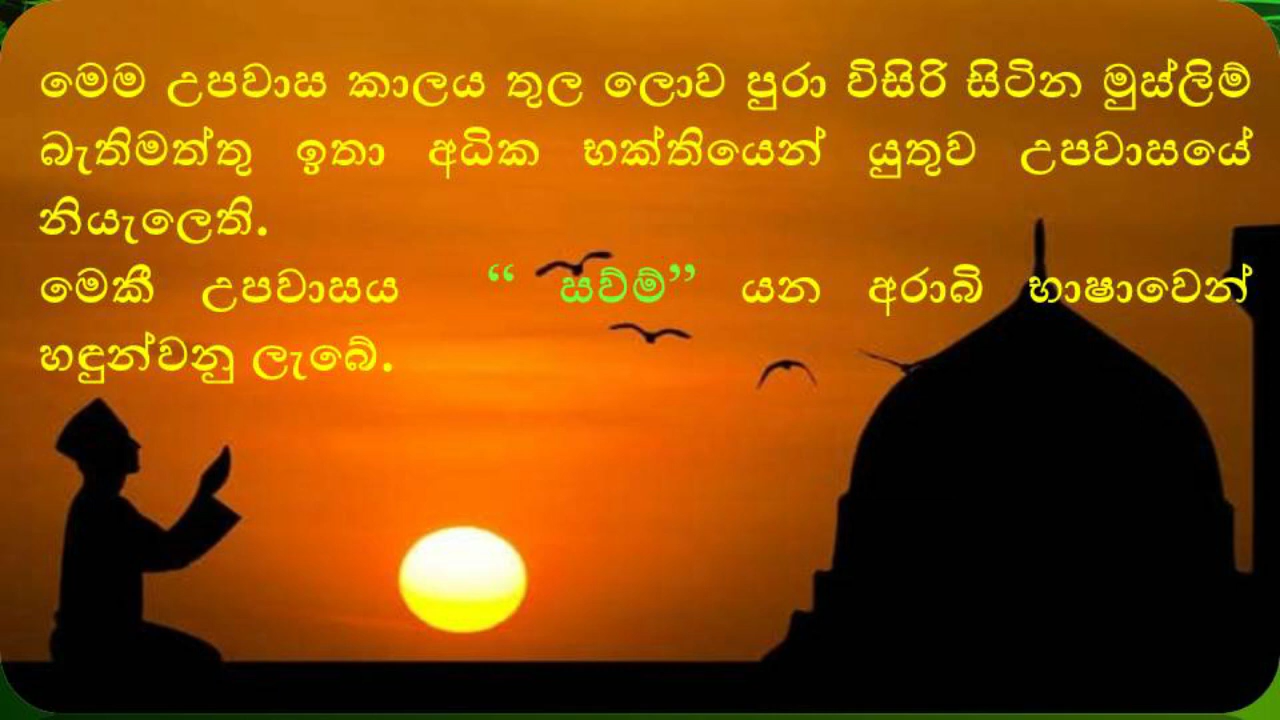 මෙම උපවාස කාලය තුල ලොව පුරා විසිරි සිටින මුස්ලිම්
බැතිමත්තු ඉතා අධික භක්තියෙන් යුතුව උපවාසයේ
නියැලෙති.
මෙකී උපවාසය “ සව්ම්” යන අරාබි භාෂාවෙන්
හඳුන්වනු ලැබේ.